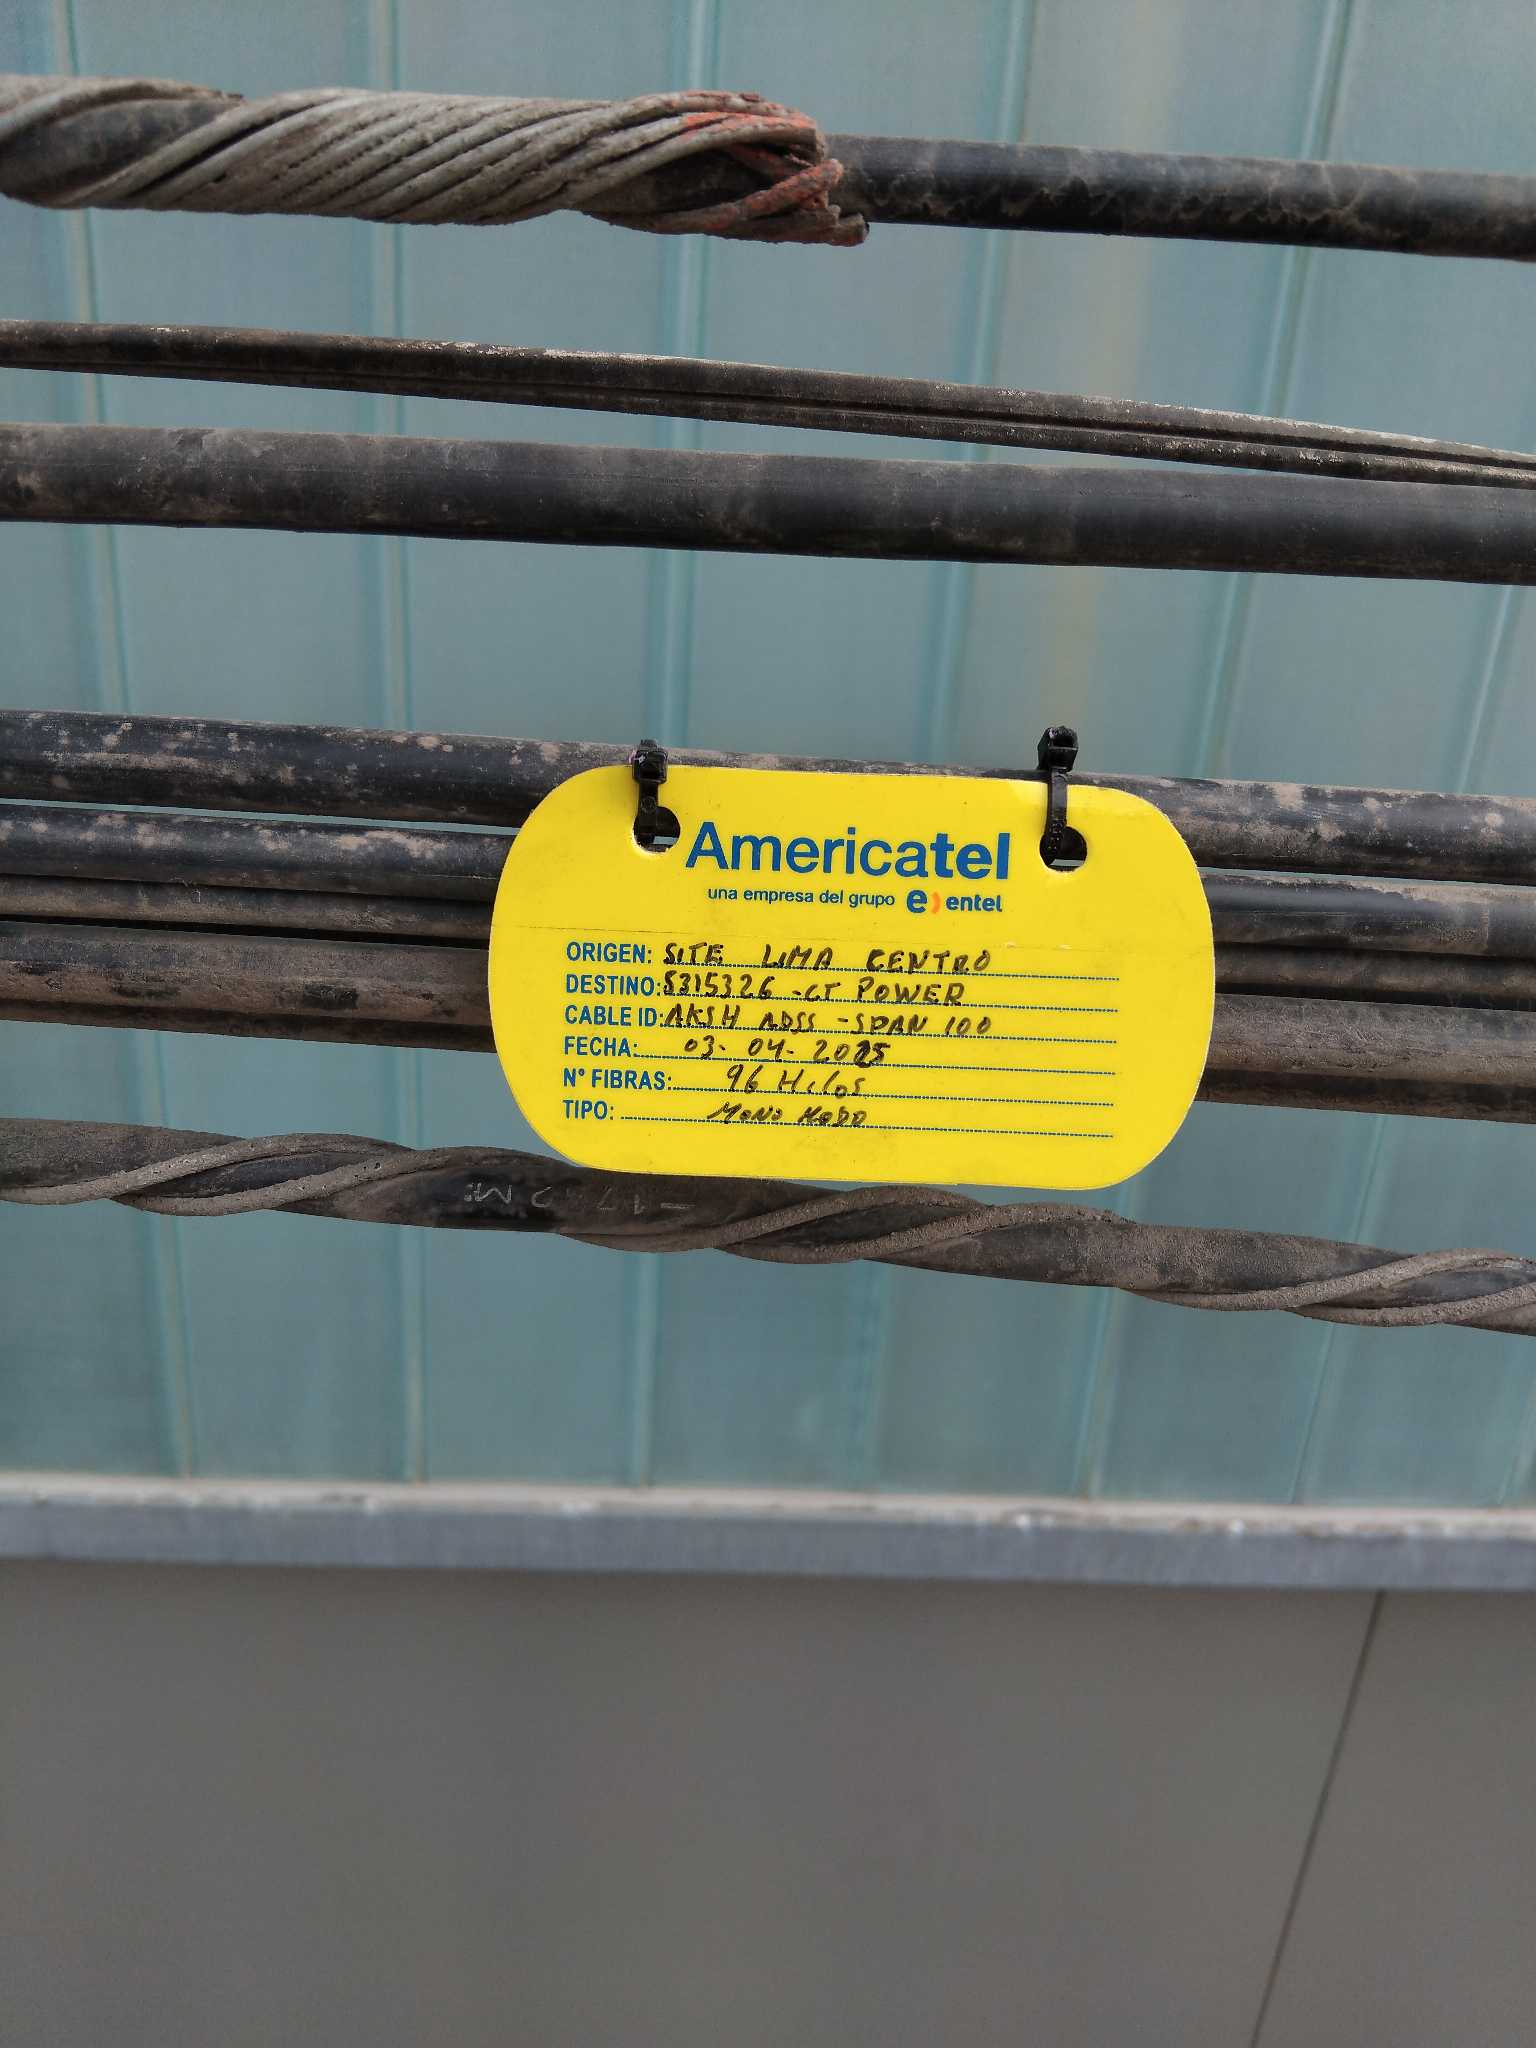 Americatel
una empresa del grupo e) entel
ORIGEN: SITE LIMA CENTRO
DESTINO: 5315326 - CT POWER
CABLE ID: AKSH ADSS - SPAN 100
FECHA: 03-04-2025
N° FIBRAS: 96 Hilos
TIPO: MONO MODO